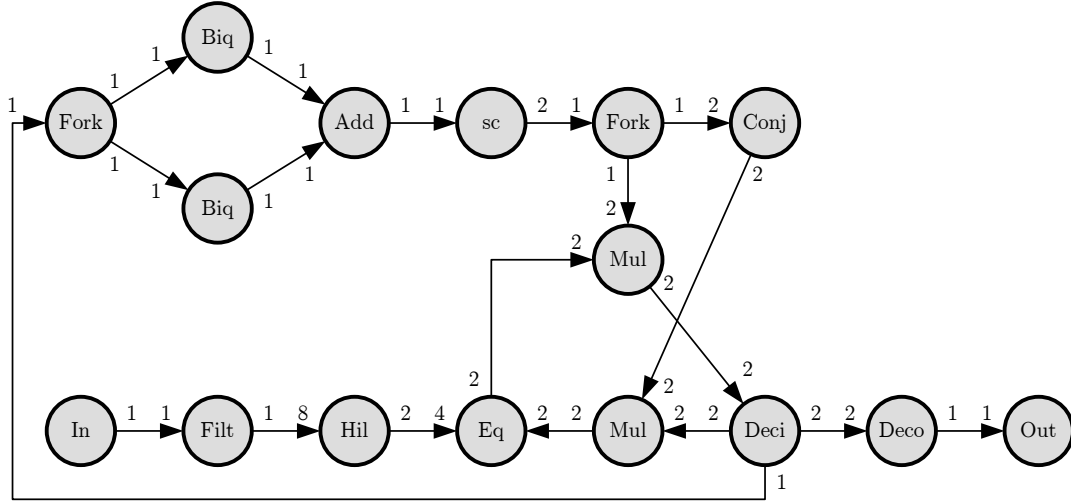 Biq
1 1
1 1
1 1 1 1 2 1 1 2
Fork Add sc Fork Conj
1 1 1 2
1 1
2
Biq
2 Mul
2
2 2
2
1 1 1 8 2 4 2 2 2 2 2 2 1 1
In Filt Hil Eq Mul Deci Deco Out
1